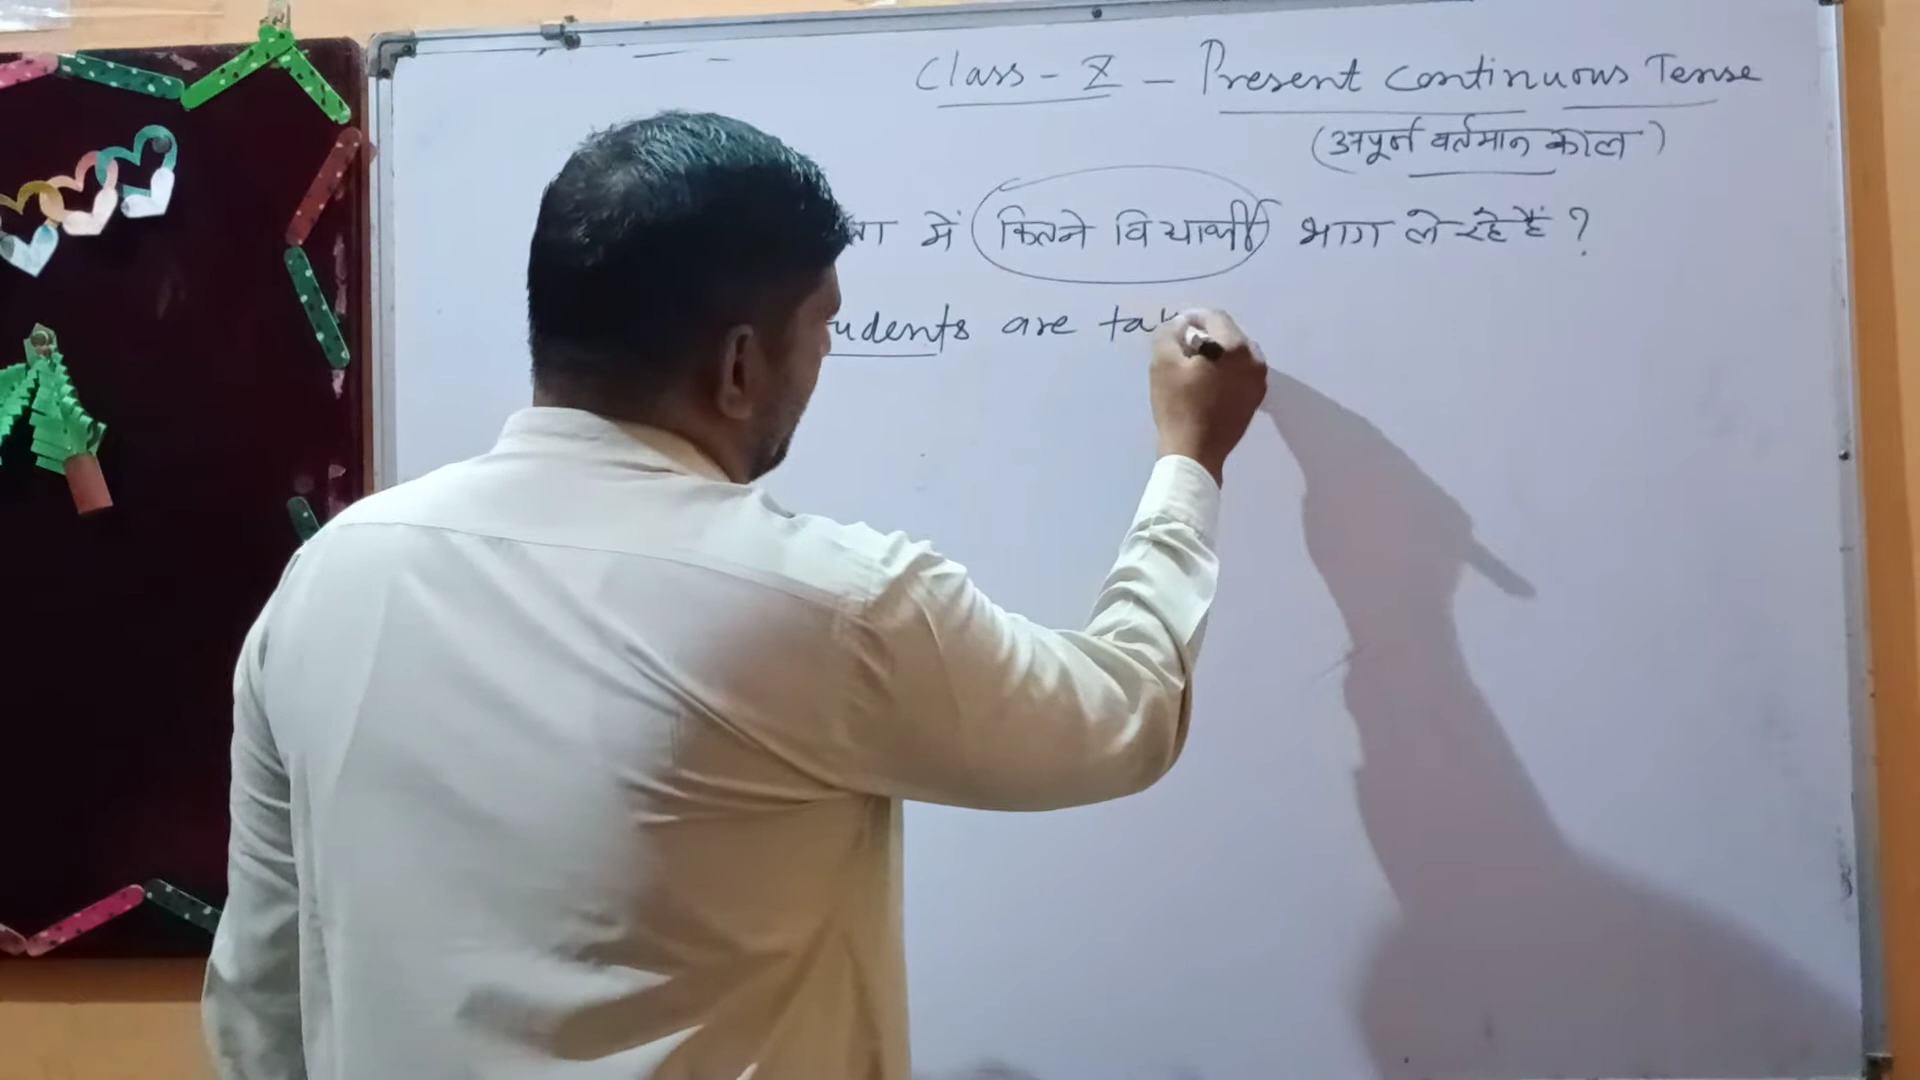 Class - X - Present Continuous Tense
(अपूर्ण वर्तमान काल)
में कितने विद्यार्थी भाग ले रहे हैं ?
udents are ta